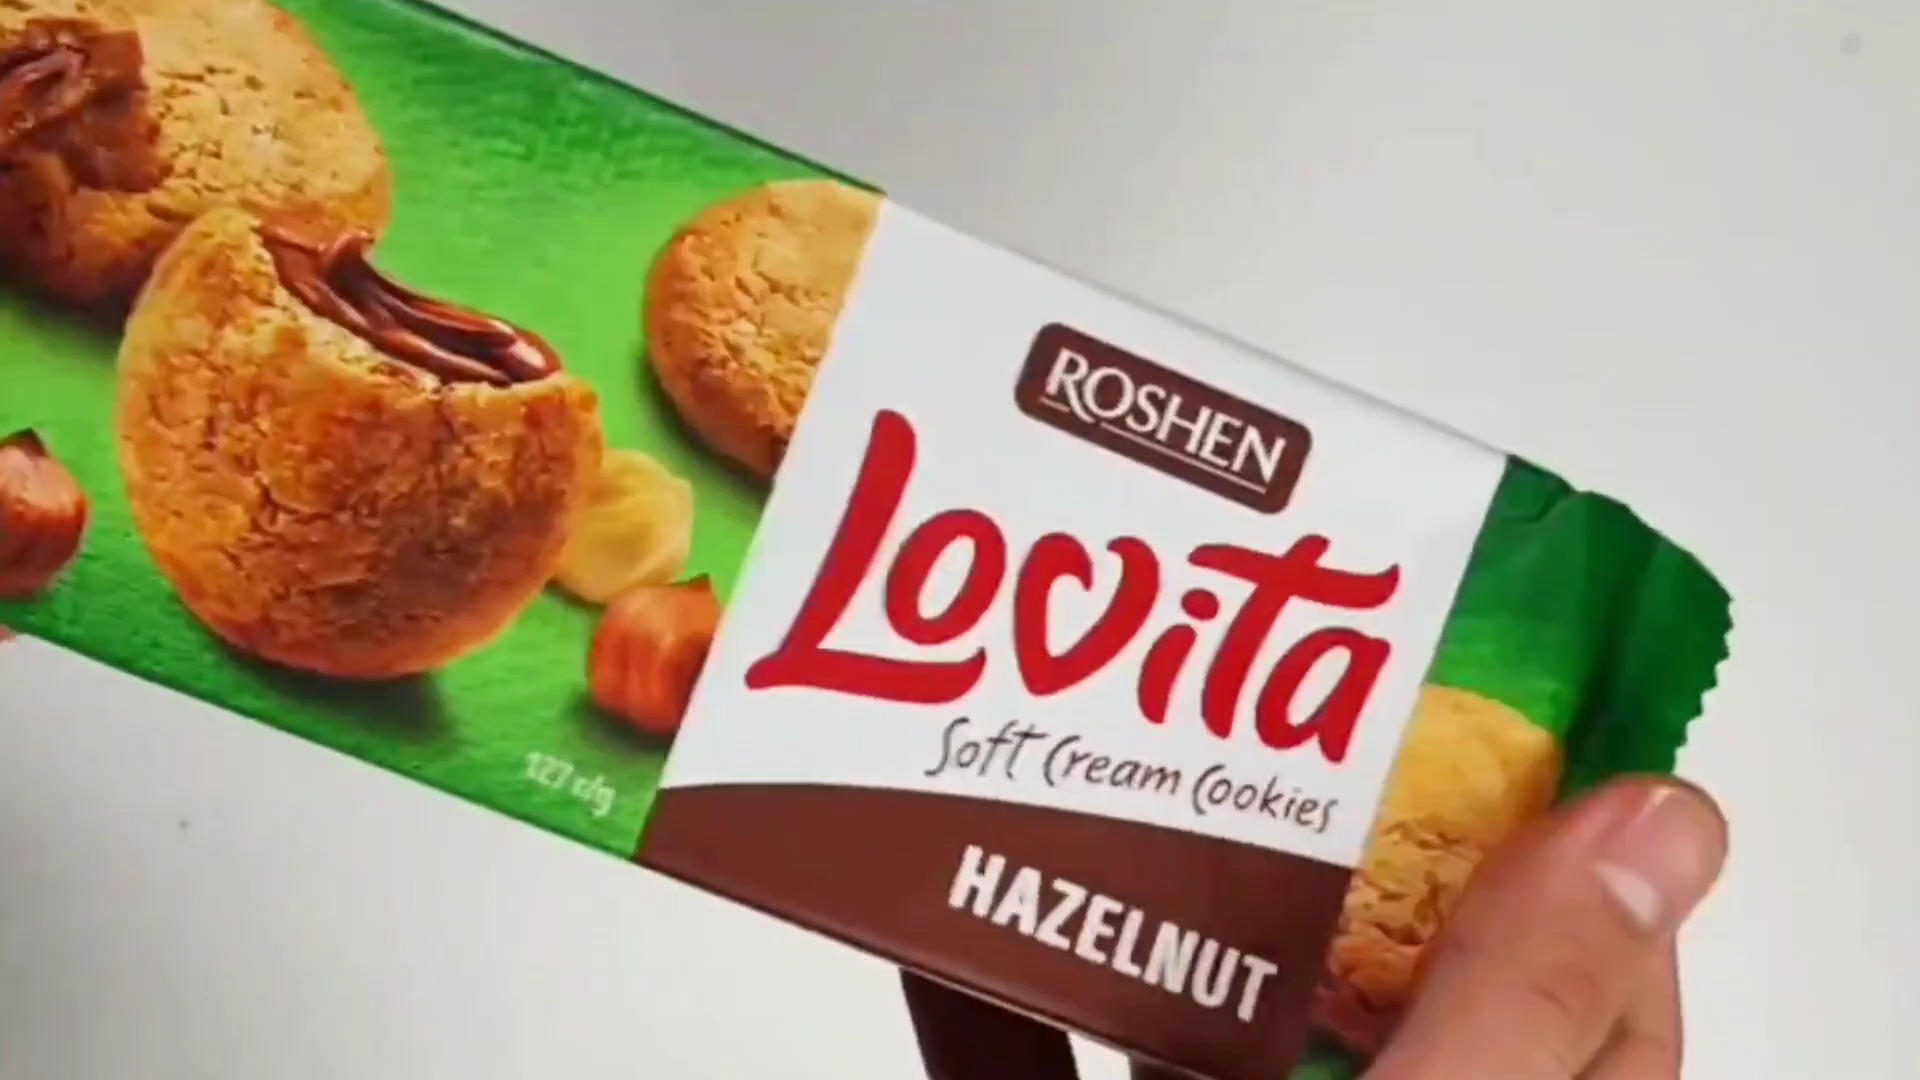 ROSHEN
Lovita
Soft Cream Cookies
HAZELNUT
127 г/g